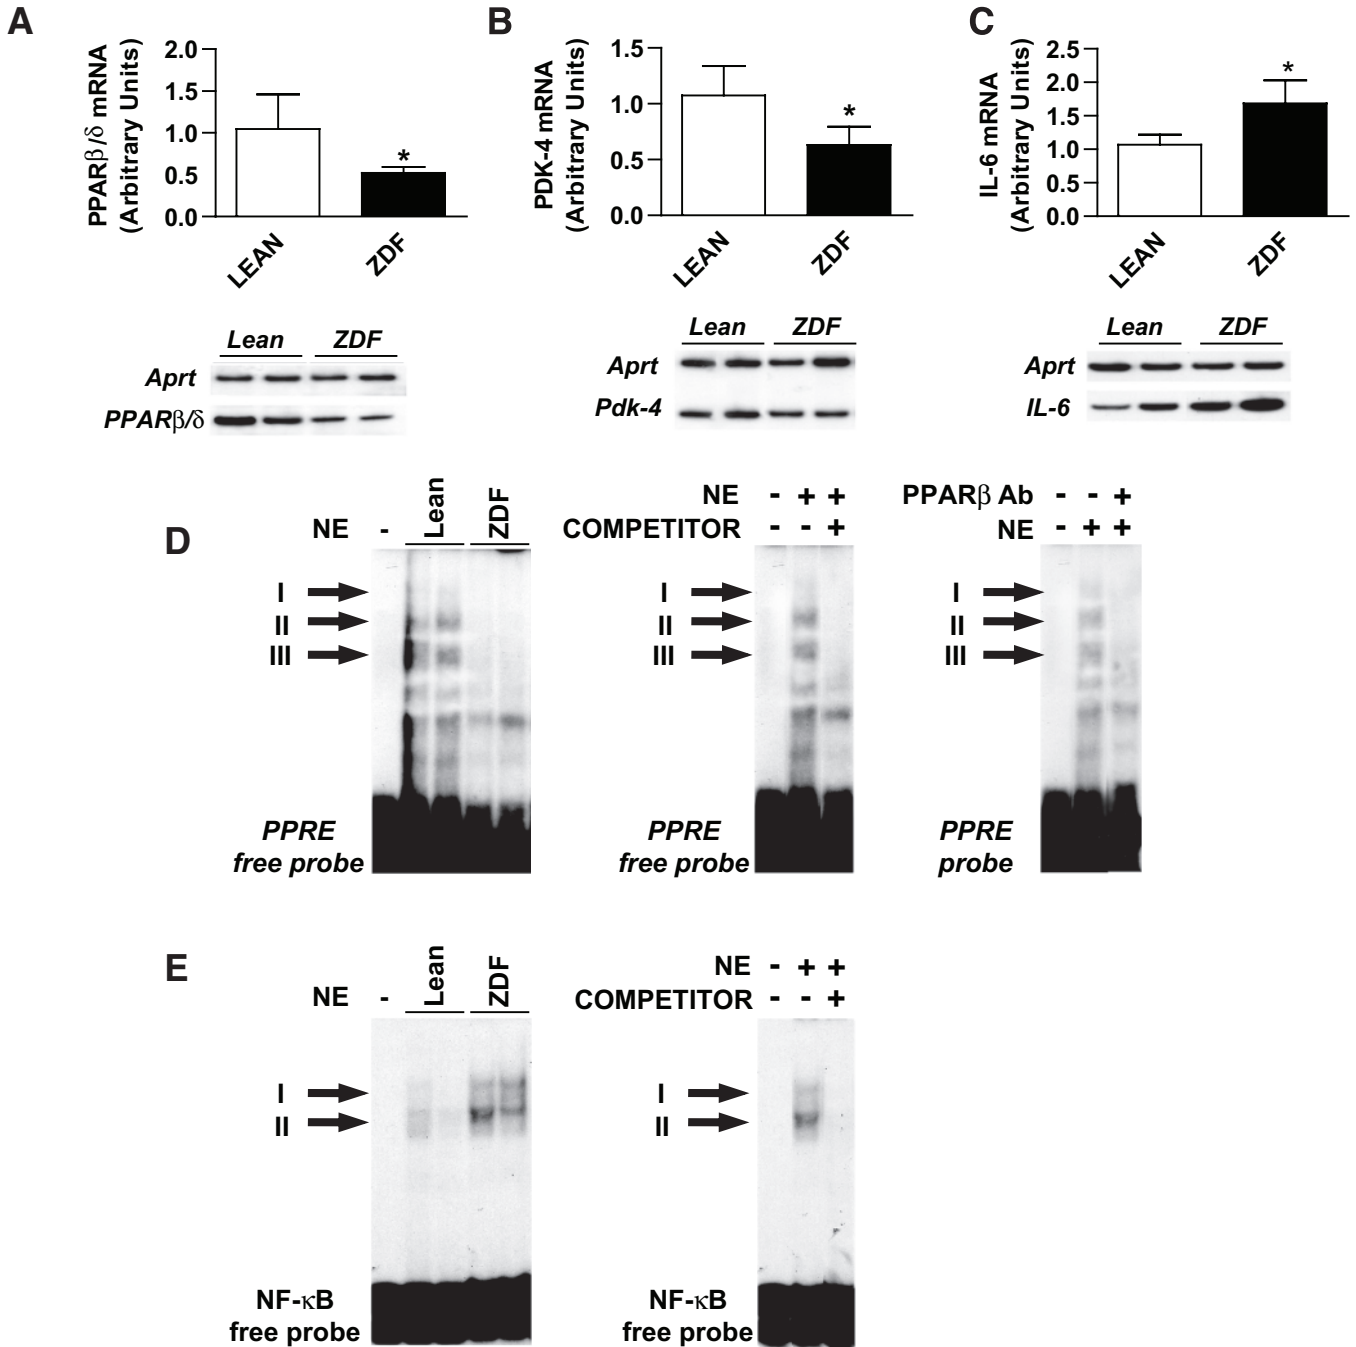 A
PPARβ/δ mRNA
(Arbitrary Units)
2.0
1.5
1.0
0.5
0.0
*
LEAN
ZDF
Lean ZDF
Aprt
PPARβ/δ
B
PDK-4 mRNA
(Arbitrary Units)
1.5
1.0
0.5
0.0
*
LEAN
ZDF
Lean ZDF
Aprt
Pdk-4
C
IL-6 mRNA
(Arbitrary Units)
2.5
2.0
1.5
1.0
0.5
0.0
*
LEAN
ZDF
Lean ZDF
Aprt
IL-6
D
NE - Lean ZDF
I
II
III
PPRE
free probe
NE - + +
COMPETITOR - - +
I
II
III
PPRE
free probe
PPARβ Ab - - +
NE - + +
I
II
III
PPRE
probe
E
NE - Lean ZDF
I
II
NF-κB
free probe
NE - + +
COMPETITOR - - +
I
II
NF-κB
free probe